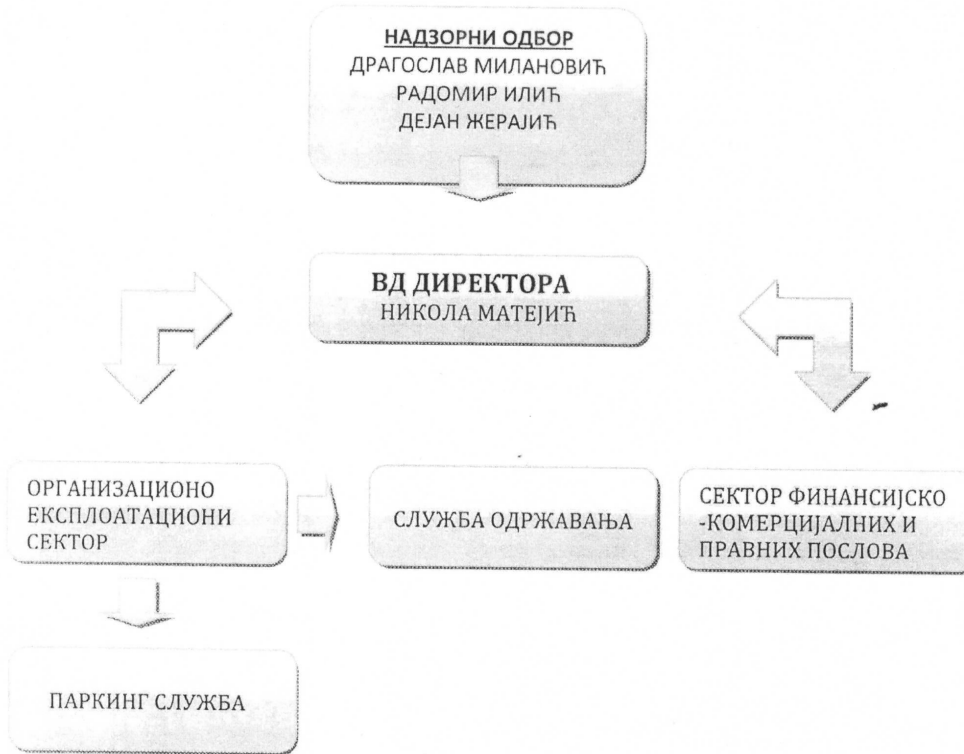 НАДЗОРНИ ОДБОР
ДРАГОСЛАВ МИЛАНОВИЋ
РАДОМИР ИЛИЋ
ДЕЈАН ЖЕРАЈИЋ
ВД ДИРЕКТОРА
НИКОЛА МАТЕЈИЋ
ОРГАНИЗАЦИОНО
ЕКСПЛОАТАЦИОНИ
СЕКТОР
СЛУЖБА ОДРЖАВАЊА
СЕКТОР ФИНАНСИЈСКО
-КОМЕРЦИЈАЛНИХ И
ПРАВНИХ ПОСЛОВА
ПАРКИНГ СЛУЖБА